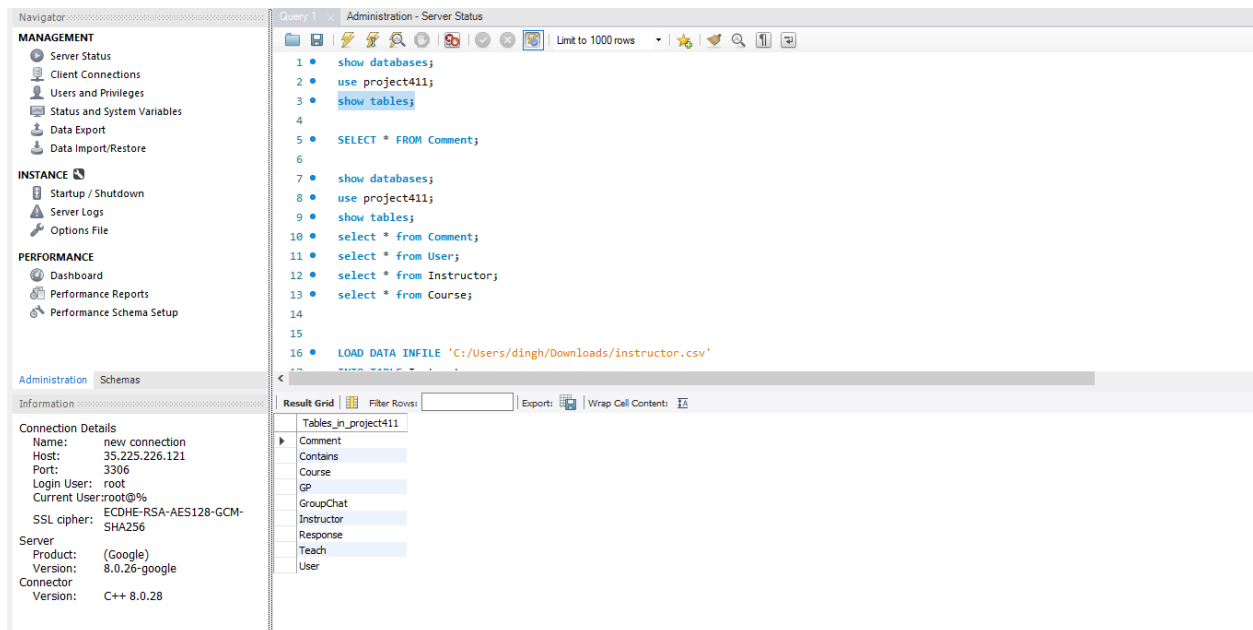 Navigator
MANAGEMENT
Server Status
Client Connections
Users and Privileges
Status and System Variables
Data Export
Data Import/Restore
INSTANCE
Startup / Shutdown
Server Logs
Options File
PERFORMANCE
Dashboard
Performance Reports
Performance Schema Setup
Administration Schemas
Information
Connection Details
Name: new connection
Host: 35.225.226.121
Port: 3306
Login User: root
Current User:root@%
SSL cipher: ECDHE-RSA-AES128-GCM-
SHA256
Server
Product: (Google)
Version: 8.0.26-google
Connector
Version: C++ 8.0.28
Query 1 Administration - Server Status
Limit to 1000 rows
1 show databases;
2 use project411;
3 show tables;
4
5 SELECT * FROM Comment;
6
7 show databases;
8 use project411;
9 show tables;
10 select * from Comment;
11 select * from User;
12 select * from Instructor;
13 select * from Course;
14
15
16 LOAD DATA INFILE 'C:/Users/dingh/Downloads/instructor.csv'
Result Grid Filter Rows: Export: Wrap Cell Content:
Tables_in_project411
Comment
Contains
Course
GP
GroupChat
Instructor
Response
Teach
User